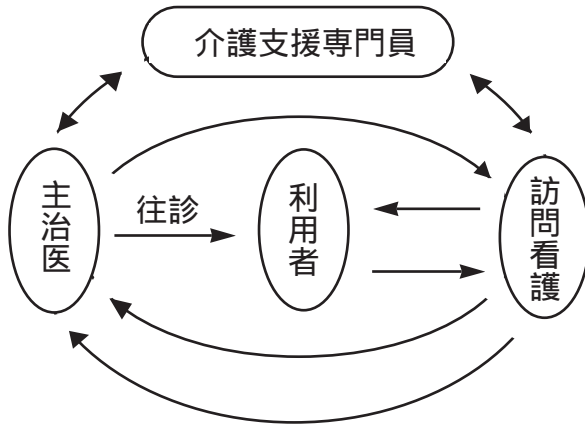 介護支援専門員
主治医
往診
利用者
訪問看護